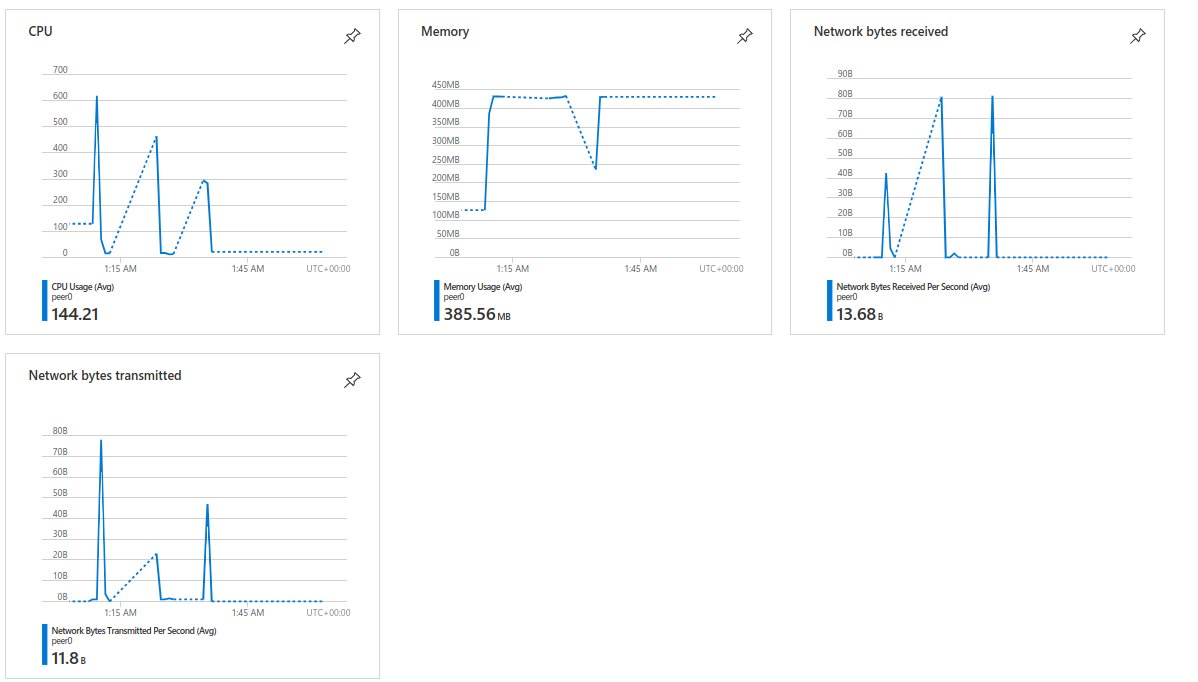 CPU
700
600
500
400
300
200
100
0
1:15 AM 1:45 AM UTC+00:00
CPU Usage (Avg)
peer0
144.21
Memory
450MB
400MB
350MB
300MB
250MB
200MB
150MB
100MB
50MB
0B
1:15 AM 1:45 AM UTC+00:00
Memory Usage (Avg)
peer0
385.56 MB
Network bytes received
90B
80B
70B
60B
50B
40B
30B
20B
10B
0B
1:15 AM 1:45 AM UTC+00:00
Network Bytes Received Per Second (Avg)
peer0
13.68 B
Network bytes transmitted
80B
70B
60B
50B
40B
30B
20B
10B
0B
1:15 AM 1:45 AM UTC+00:00
Network Bytes Transmitted Per Second (Avg)
peer0
11.8 B